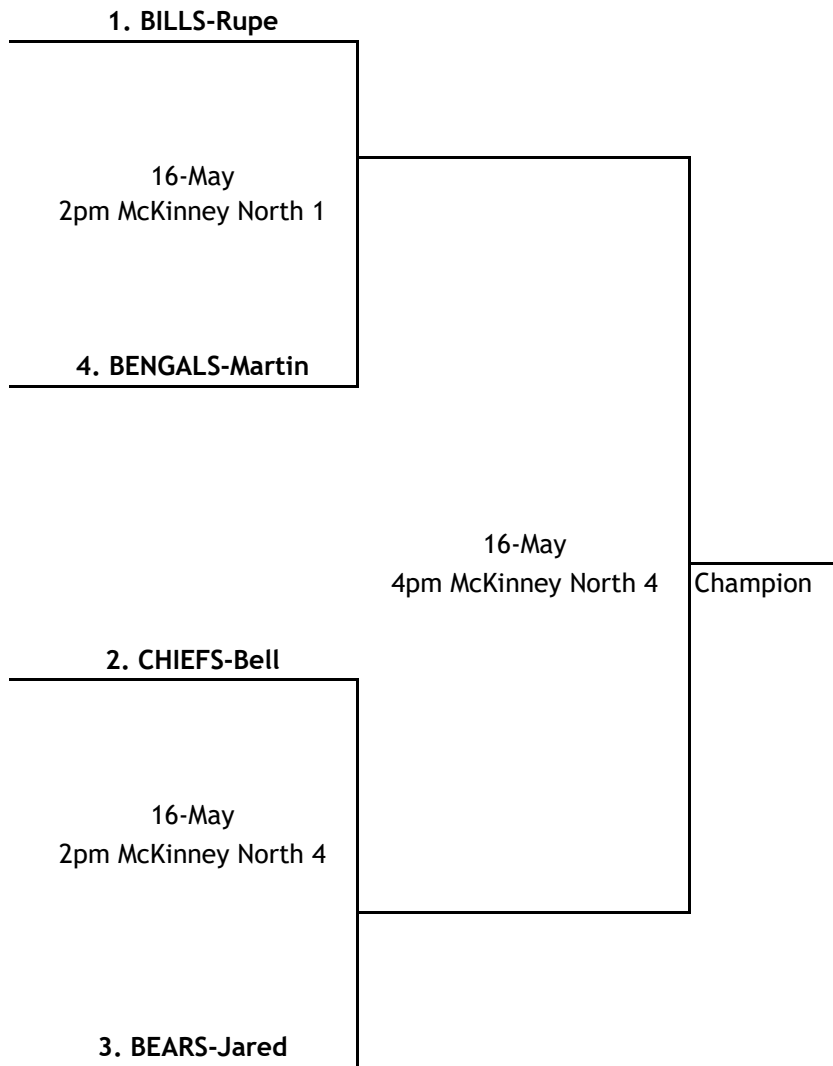 1. BILLS-Rupe
16-May
2pm McKinney North 1
4. BENGALS-Martin
16-May
4pm McKinney North 4
Champion
2. CHIEFS-Bell
16-May
2pm McKinney North 4
3. BEARS-Jared